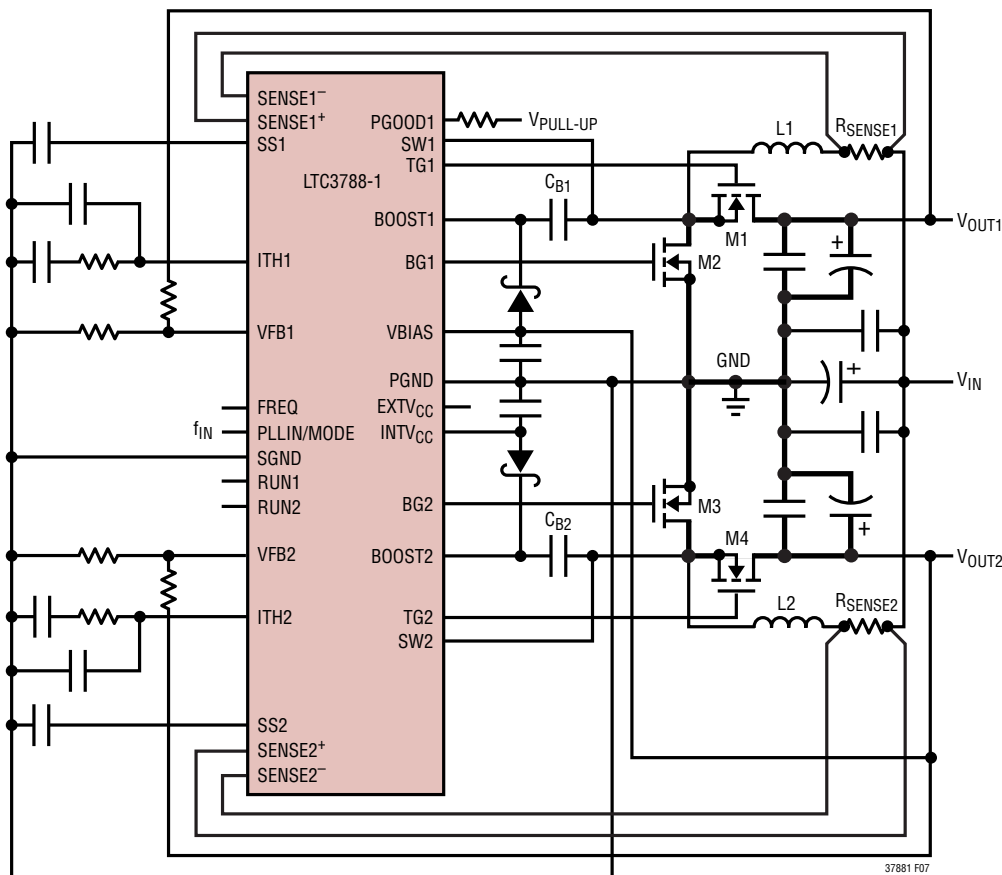 SENSE1–
SENSE1+
SS1
LTC3788-1
ITH1
VFB1
FREQ
fIN
PLLIN/MODE
SGND
RUN1
RUN2
VFB2
ITH2
SS2
SENSE2+
SENSE2–
PGOOD1
SW1
TG1
BOOST1
BG1
VBIAS
PGND
EXTVCC
INTVCC
BG2
BOOST2
TG2
SW2
VPULL-UP
CB1
CB2
L1
RSENSE1
M1
M2
GND
M3
M4
L2
RSENSE2
+
+
+
VOUT1
VIN
VOUT2
37881 F07